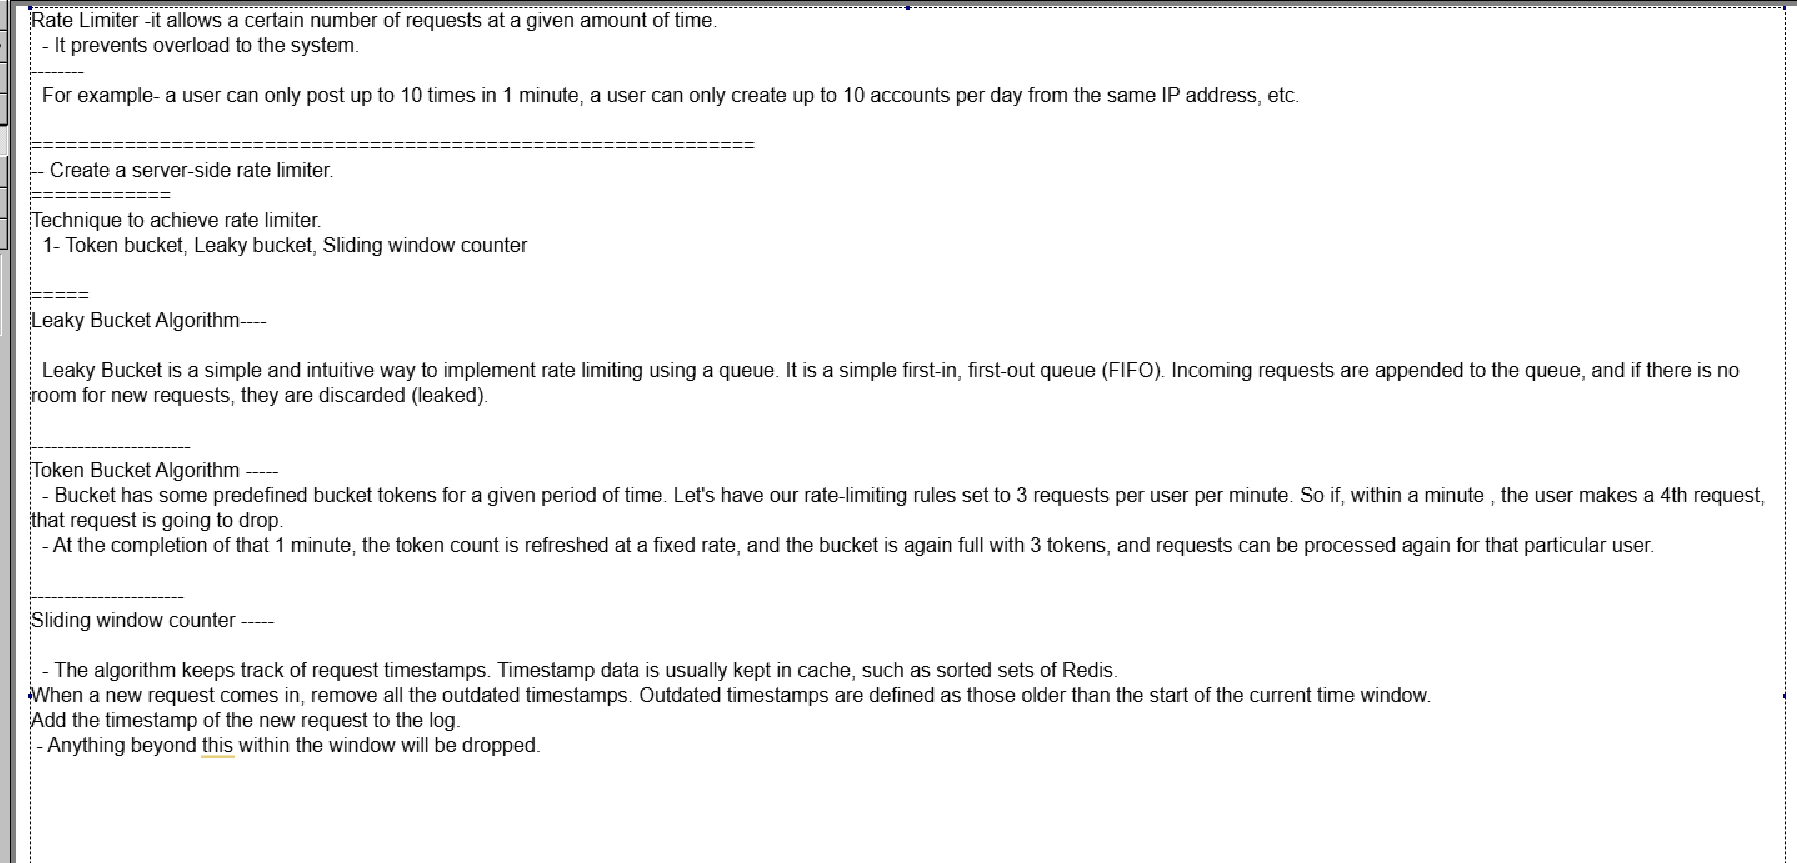 Rate Limiter -it allows a certain number of requests at a given amount of time.
- It prevents overload to the system.
--------
For example- a user can only post up to 10 times in 1 minute, a user can only create up to 10 accounts per day from the same IP address, etc.
==============================================================
-- Create a server-side rate limiter.
============
Technique to achieve rate limiter.
1- Token bucket, Leaky bucket, Sliding window counter
=====
Leaky Bucket Algorithm----
Leaky Bucket is a simple and intuitive way to implement rate limiting using a queue. It is a simple first-in, first-out queue (FIFO). Incoming requests are appended to the queue, and if there is no
room for new requests, they are discarded (leaked).
------------------------
Token Bucket Algorithm -----
- Bucket has some predefined bucket tokens for a given period of time. Let's have our rate-limiting rules set to 3 requests per user per minute. So if, within a minute , the user makes a 4th request,
that request is going to drop.
- At the completion of that 1 minute, the token count is refreshed at a fixed rate, and the bucket is again full with 3 tokens, and requests can be processed again for that particular user.
-----------------------
Sliding window counter -----
- The algorithm keeps track of request timestamps. Timestamp data is usually kept in cache, such as sorted sets of Redis.
When a new request comes in, remove all the outdated timestamps. Outdated timestamps are defined as those older than the start of the current time window.
Add the timestamp of the new request to the log.
- Anything beyond this within the window will be dropped.